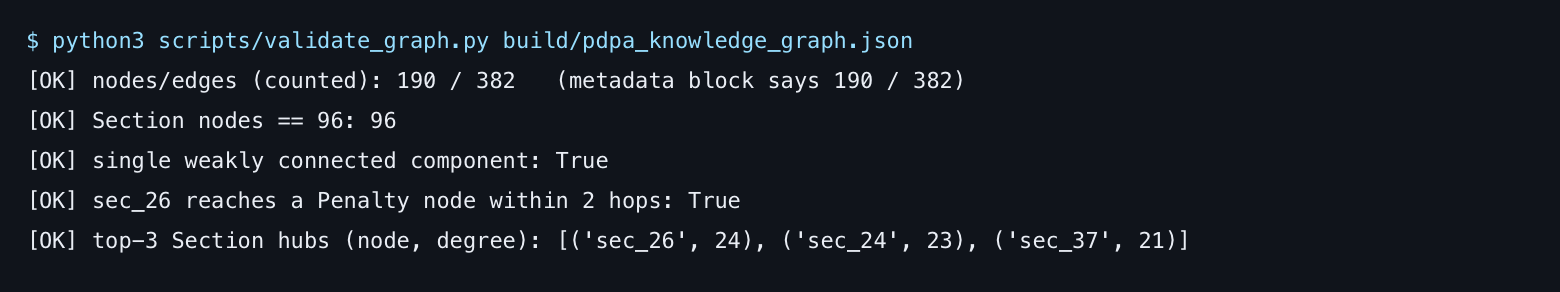 $ python3 scripts/validate_graph.py build/pdpa_knowledge_graph.json
[OK] nodes/edges (counted): 190 / 382   (metadata block says 190 / 382)
[OK] Section nodes == 96: 96
[OK] single weakly connected component: True
[OK] sec_26 reaches a Penalty node within 2 hops: True
[OK] top-3 Section hubs (node, degree): [('sec_26', 24), ('sec_24', 23), ('sec_37', 21)]